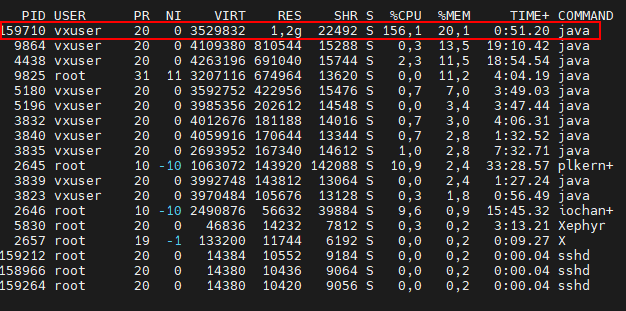 PID USER PR NI VIRT RES SHR S %CPU %MEM TIME+ COMMAND
159710 vxuser 20 0 3529832 1,2g 22492 S 156,1 20,1 0:51.20 java
9864 vxuser 20 0 4109380 810544 15288 S 0,3 13,5 19:10.42 java
4438 vxuser 20 0 4263196 691040 15744 S 2,3 11,5 18:54.54 java
9825 root 31 11 3207116 674964 13620 S 0,0 11,2 4:04.19 java
5180 vxuser 20 0 3592752 422956 15476 S 0,7 7,0 3:49.03 java
5196 vxuser 20 0 3985356 202612 14548 S 0,0 3,4 3:47.44 java
3832 vxuser 20 0 4012676 181188 14016 S 0,7 3,0 4:06.31 java
3840 vxuser 20 0 4059916 170644 13344 S 0,7 2,8 1:32.52 java
3835 vxuser 20 0 2693952 167340 14612 S 1,0 2,8 7:32.71 java
2645 root 10 -10 1063072 143920 142088 S 10,9 2,4 33:28.57 plkern+
3839 vxuser 20 0 3992748 143812 13064 S 0,0 2,4 1:27.24 java
3823 vxuser 20 0 3970484 105676 13128 S 0,3 1,8 0:56.49 java
2646 root 10 -10 2490876 56632 39884 S 9,6 0,9 15:45.32 iochan+
5830 root 20 0 46836 14232 7812 S 0,3 0,2 3:13.21 Xephyr
2657 root 19 -1 133200 11744 6192 S 0,0 0,2 0:09.27 X
159212 root 20 0 14384 10552 9184 S 0,0 0,2 0:00.04 sshd
158966 root 20 0 14380 10436 9064 S 0,0 0,2 0:00.04 sshd
159264 root 20 0 14380 10420 9056 S 0,0 0,2 0:00.04 sshd